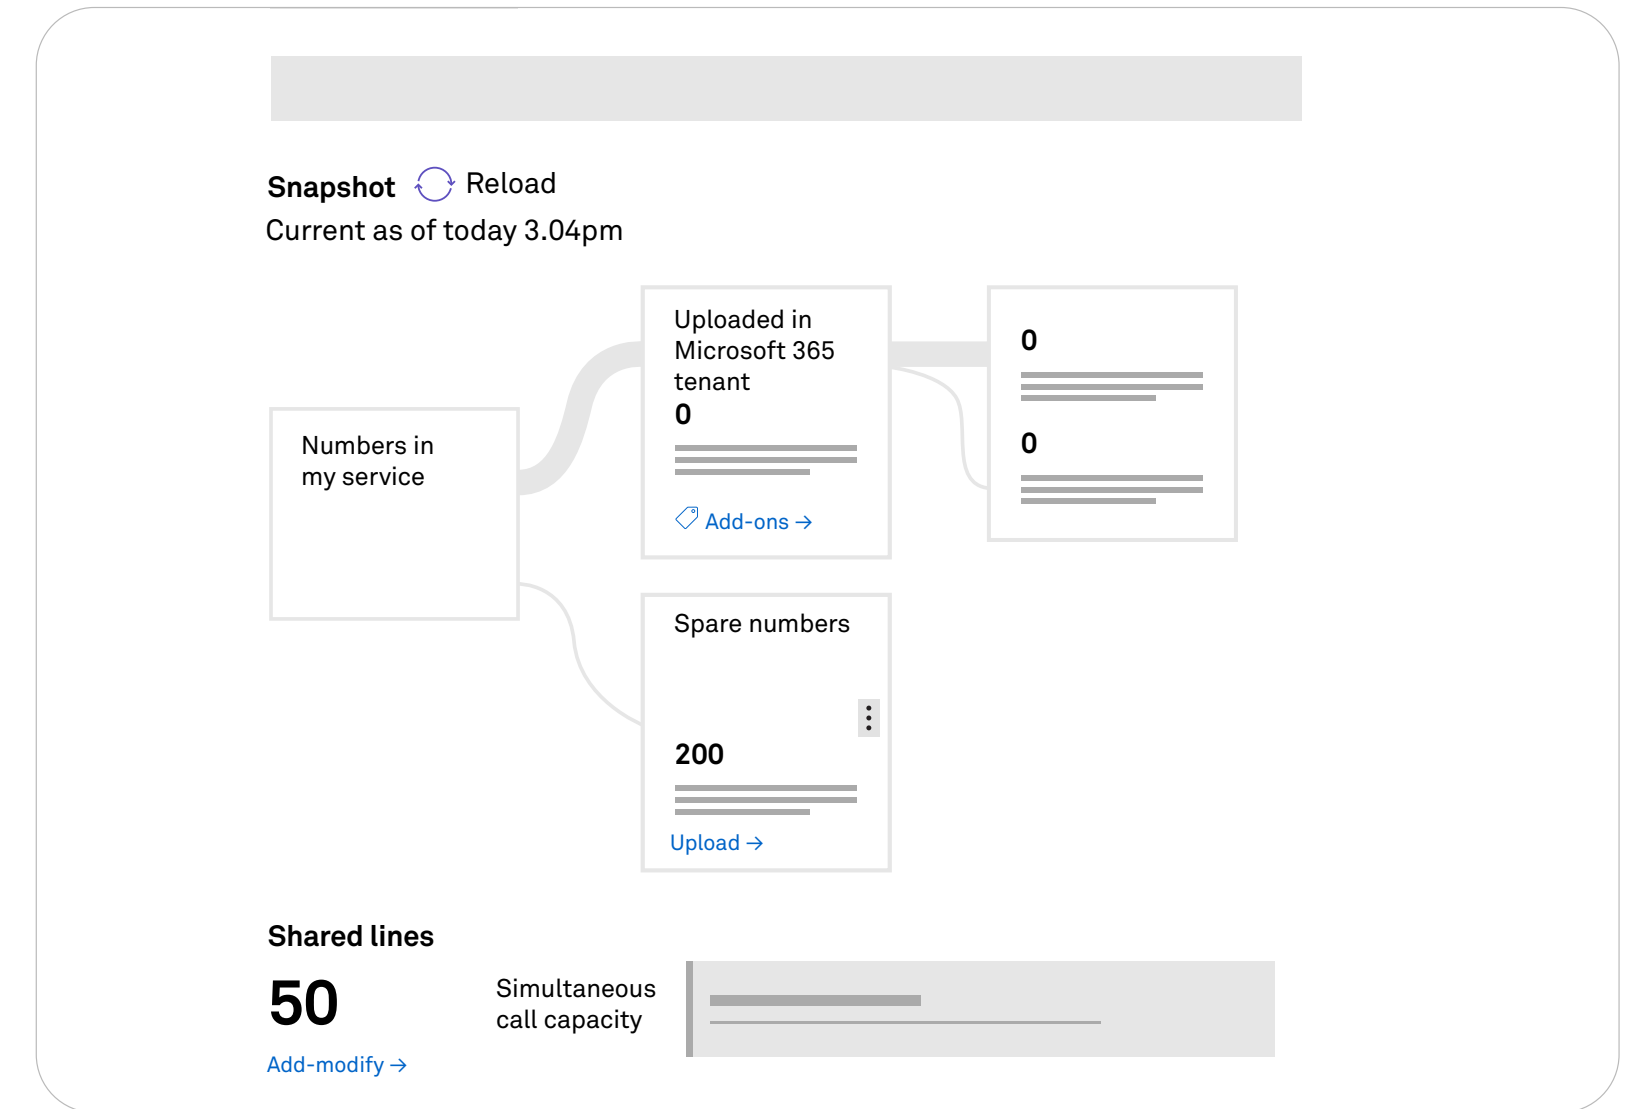 Snapshot Reload
Current as of today 3.04pm
Numbers in
my service
Uploaded in
Microsoft 365
tenant
0
Add-ons →
0
0
Spare numbers
200
Upload →
Shared lines
50
Simultaneous
call capacity
Add-modify →